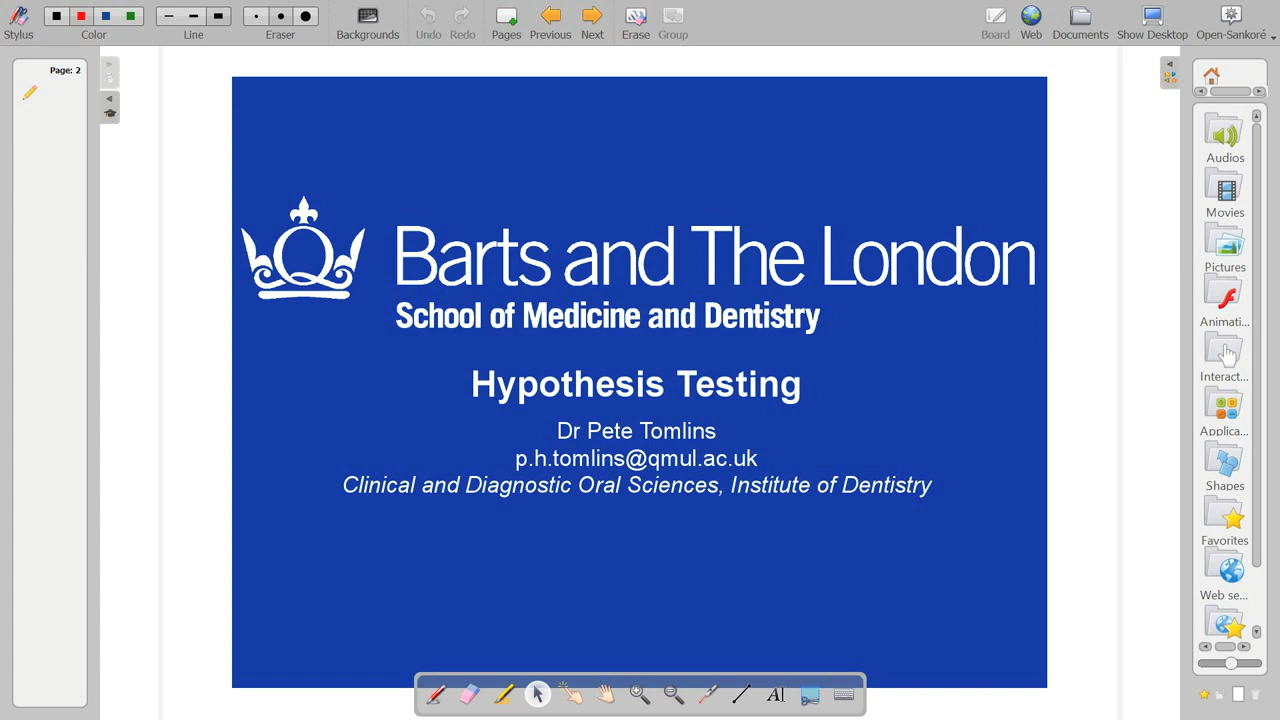 Stylus
Color
Line
Eraser
Backgrounds
Undo
Redo
Pages
Previous
Next
Erase
Group
Board
Web
Documents
Show Desktop
Open-Sankoré
Page: 2
Barts and The London
School of Medicine and Dentistry
Hypothesis Testing
Dr Pete Tomlins
p.h.tomlins@qmul.ac.uk
Clinical and Diagnostic Oral Sciences, Institute of Dentistry
Audios
Movies
Pictures
Animati...
Interact...
Applica...
Shapes
Favorites
Web se...
AI